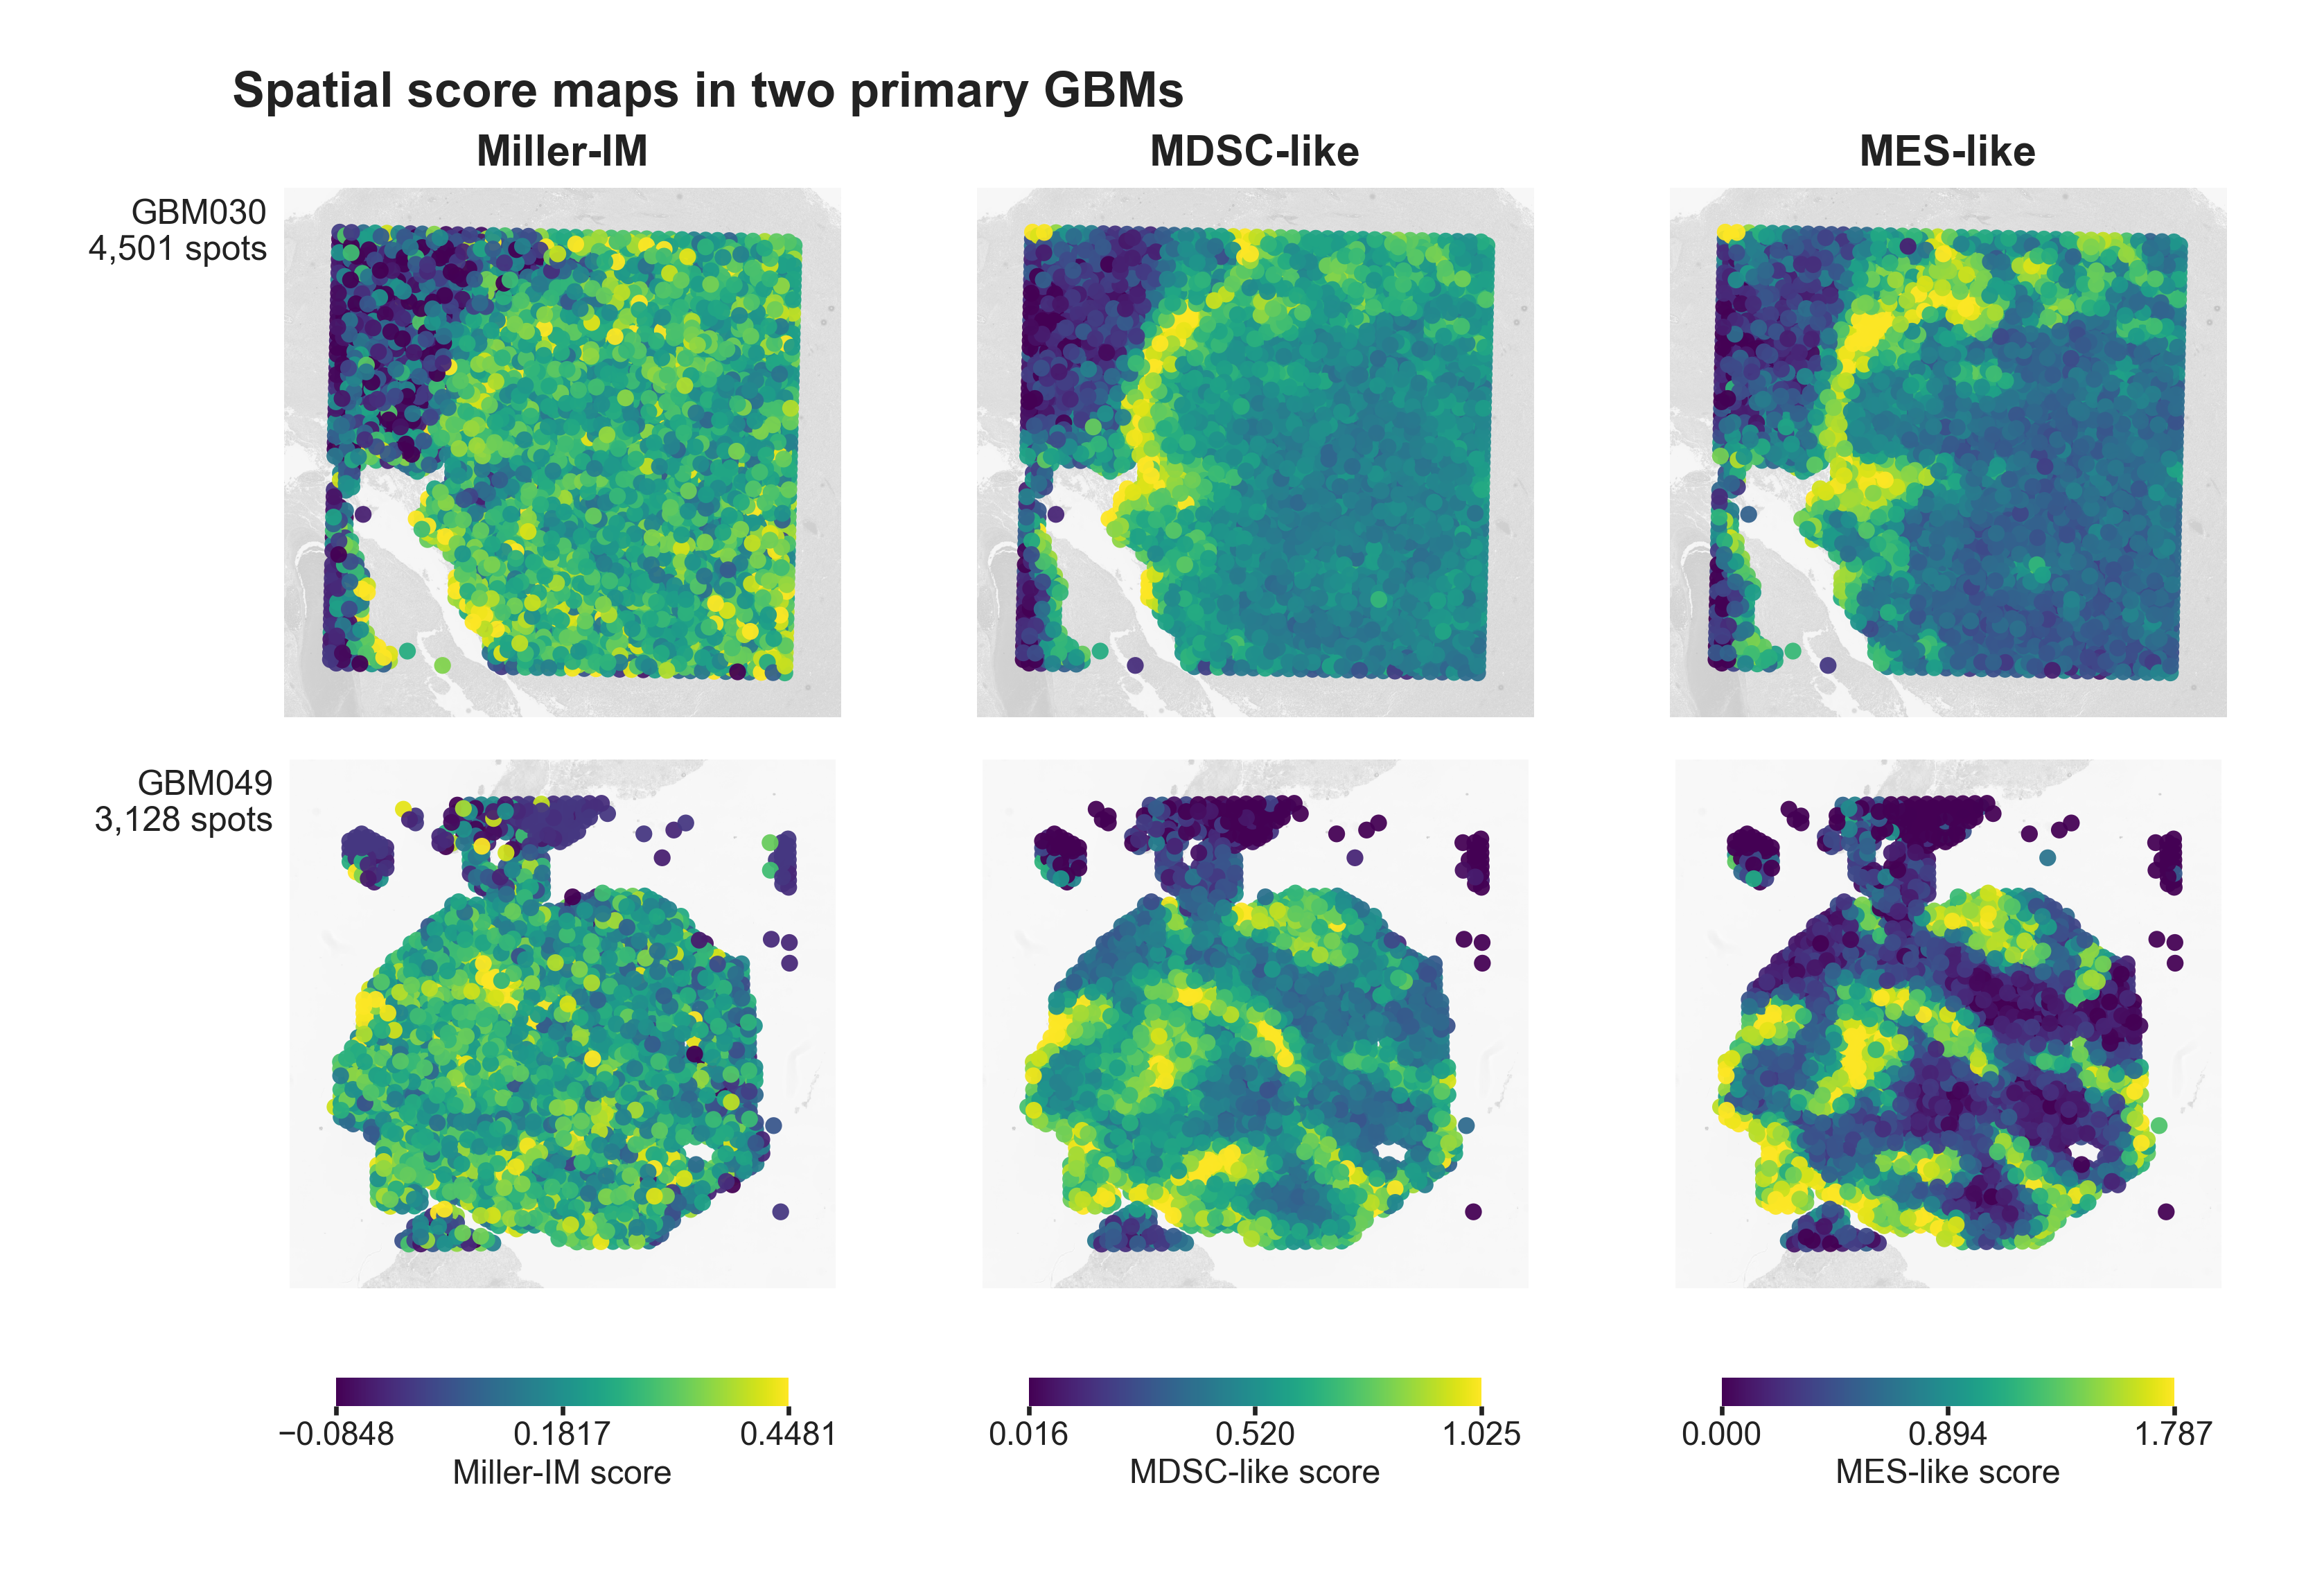 Spatial score maps in two primary GBMs
Miller-IM
MDSC-like
MES-like
GBM030
4,501 spots
GBM049
3,128 spots
−0.0848 0.1817 0.4481
Miller-IM score
0.016 0.520 1.025
MDSC-like score
0.000 0.894 1.787
MES-like score